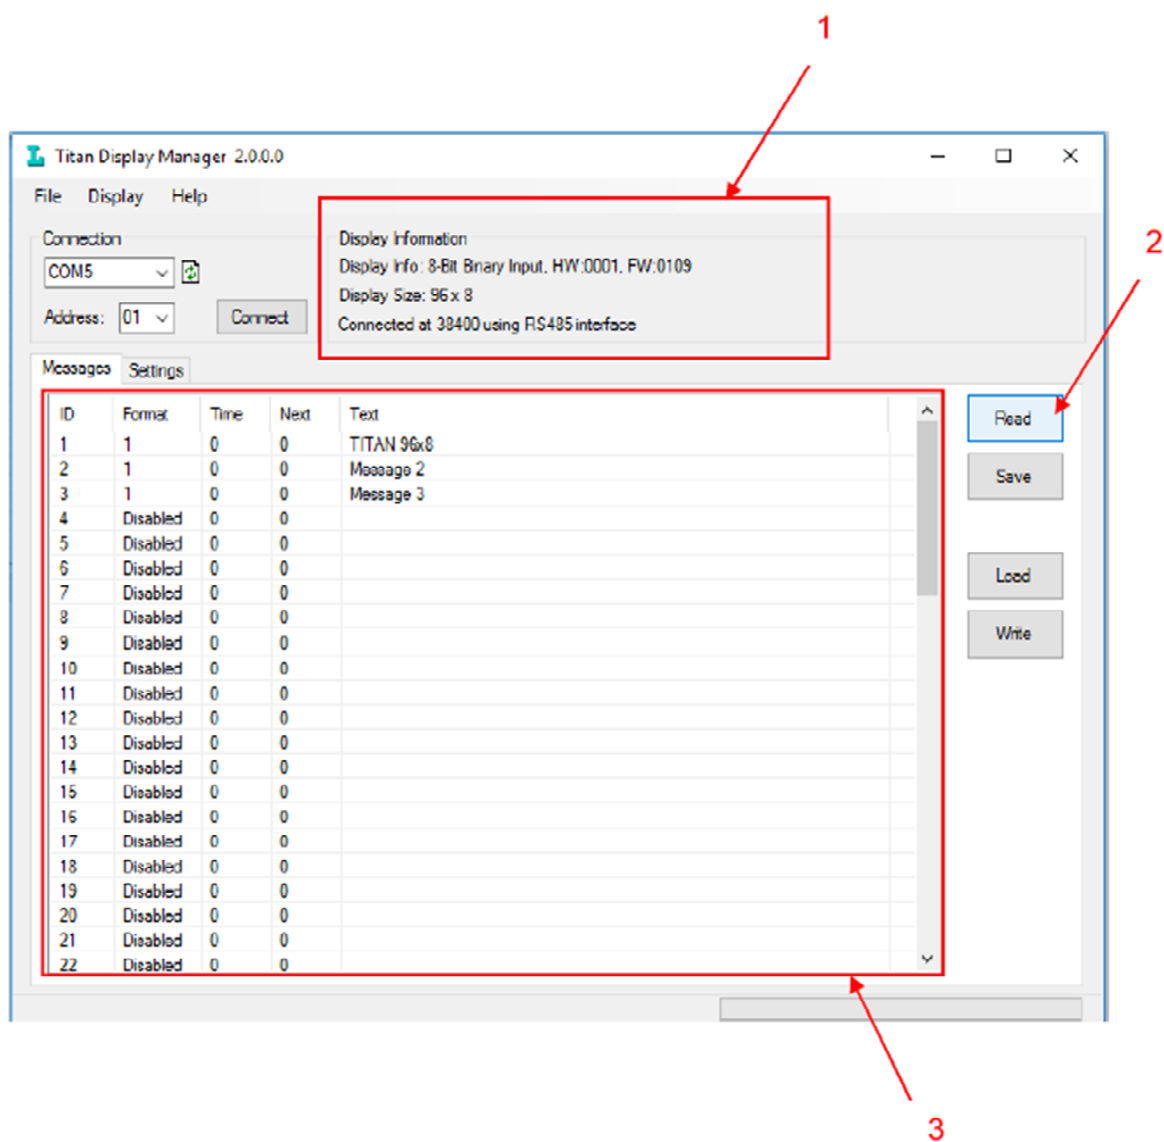 1
Titan Display Manager 2.0.0.0
File Display Help
2
Connection
COM5
Address: 01 Connect
Display Information
Display Info: 8-Bit Binary Input, HW:0001, FW:0109
Display Size: 96 x 8
Connected at 38400 using RS485 interface
Messages Settings
ID Format Time Next Text
1 1 0 0 TITAN 96x8
2 1 0 0 Message 2
3 1 0 0 Message 3
4 Disabled 0 0
5 Disabled 0 0
6 Disabled 0 0
7 Disabled 0 0
8 Disabled 0 0
9 Disabled 0 0
10 Disabled 0 0
11 Disabled 0 0
12 Disabled 0 0
13 Disabled 0 0
14 Disabled 0 0
15 Disabled 0 0
16 Disabled 0 0
17 Disabled 0 0
18 Disabled 0 0
19 Disabled 0 0
20 Disabled 0 0
21 Disabled 0 0
22 Disabled 0 0
Read
Save
Load
Write
3